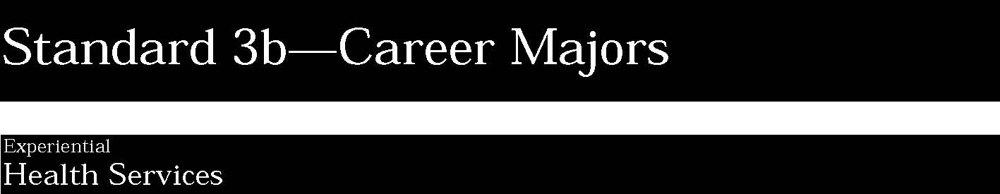 Standard 3b—Career Majors
Experiential
Health Services